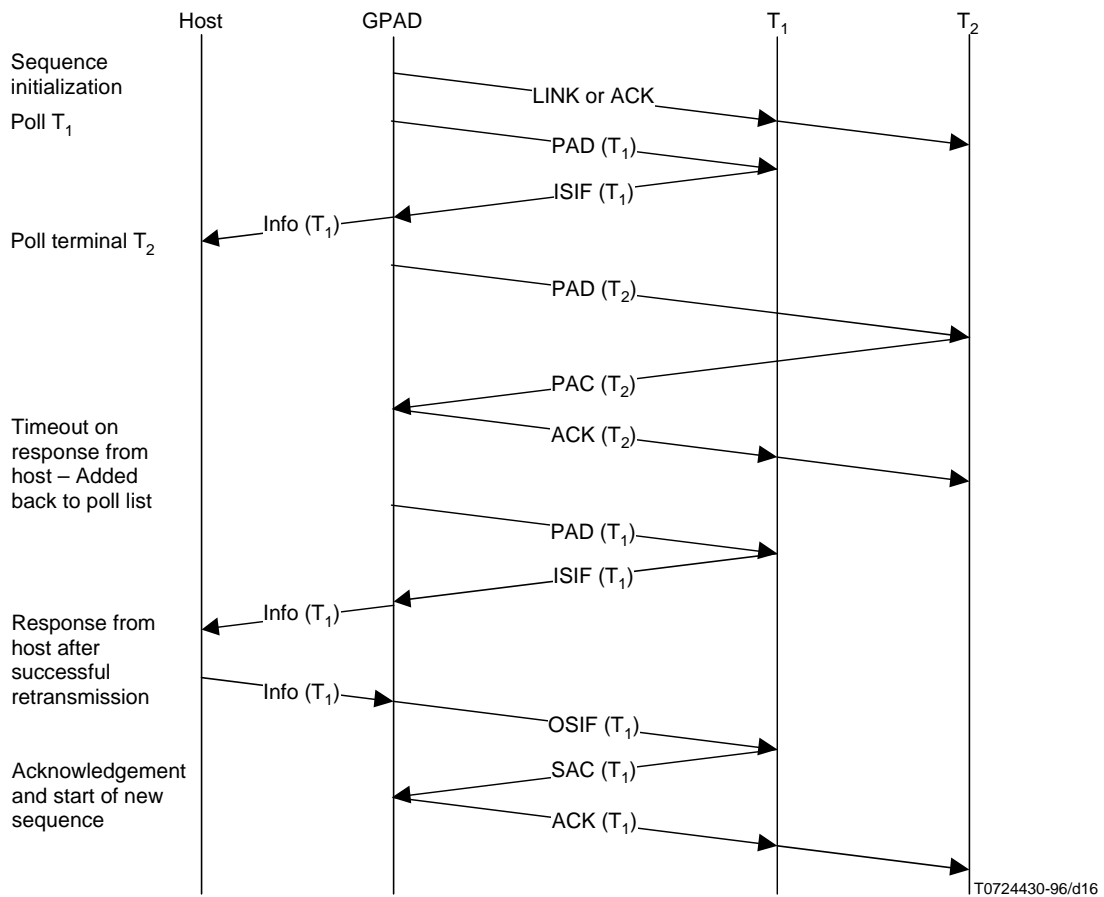 Host GPAD T₁ T₂
Sequence
initialization
LINK or ACK
Poll T₁
PAD (T₁)
ISIF (T₁)
Info (T₁)
Poll terminal T₂
PAD (T₂)
PAC (T₂)
Timeout on
response from
host – Added
back to poll list
ACK (T₂)
PAD (T₁)
ISIF (T₁)
Info (T₁)
Response from
host after
successful
retransmission
Info (T₁)
OSIF (T₁)
SAC (T₁)
Acknowledgement
and start of new
sequence
ACK (T₁)
T0724430-96/d16